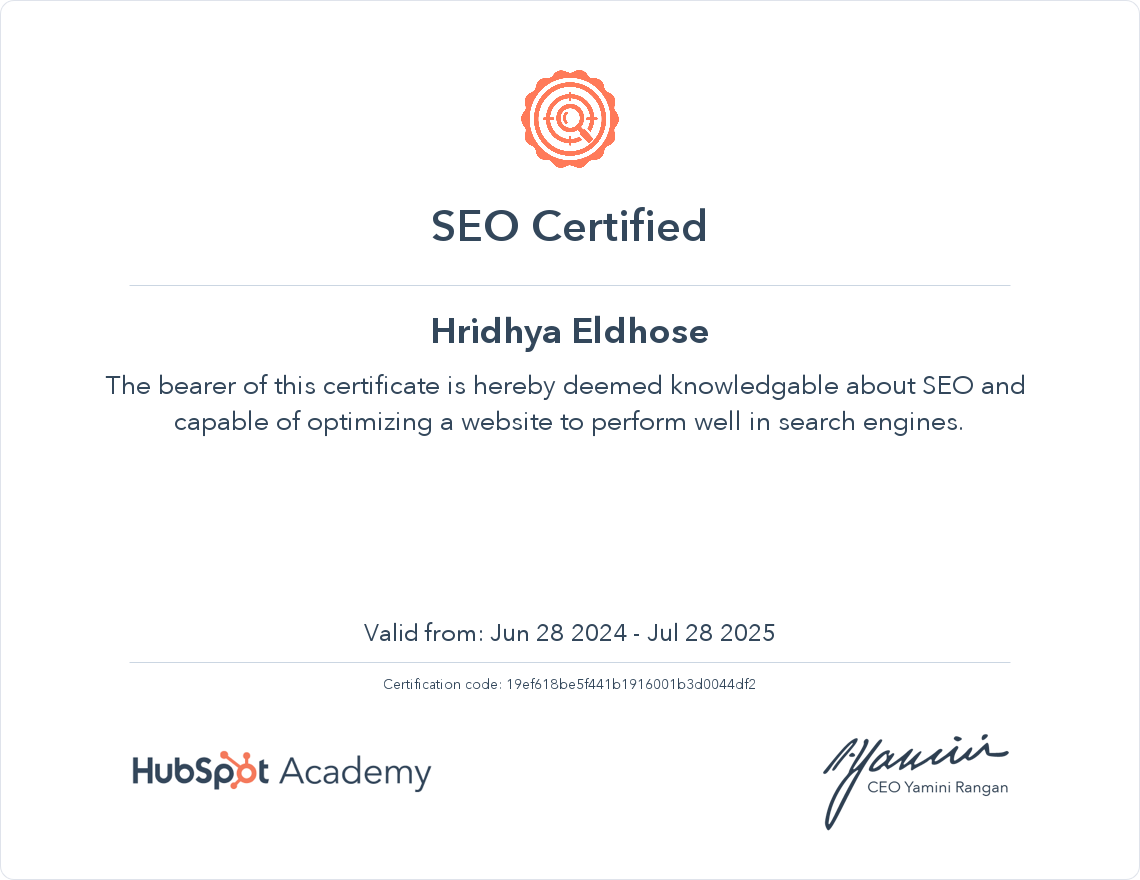 SEO Certified
Hridhya Eldhose
The bearer of this certificate is hereby deemed knowledgable about SEO and
capable of optimizing a website to perform well in search engines.
Valid from: Jun 28 2024 - Jul 28 2025
Certification code: 19ef618be5f441b1916001b3d0044df2
HubSpot Academy
CEO Yamini Rangan